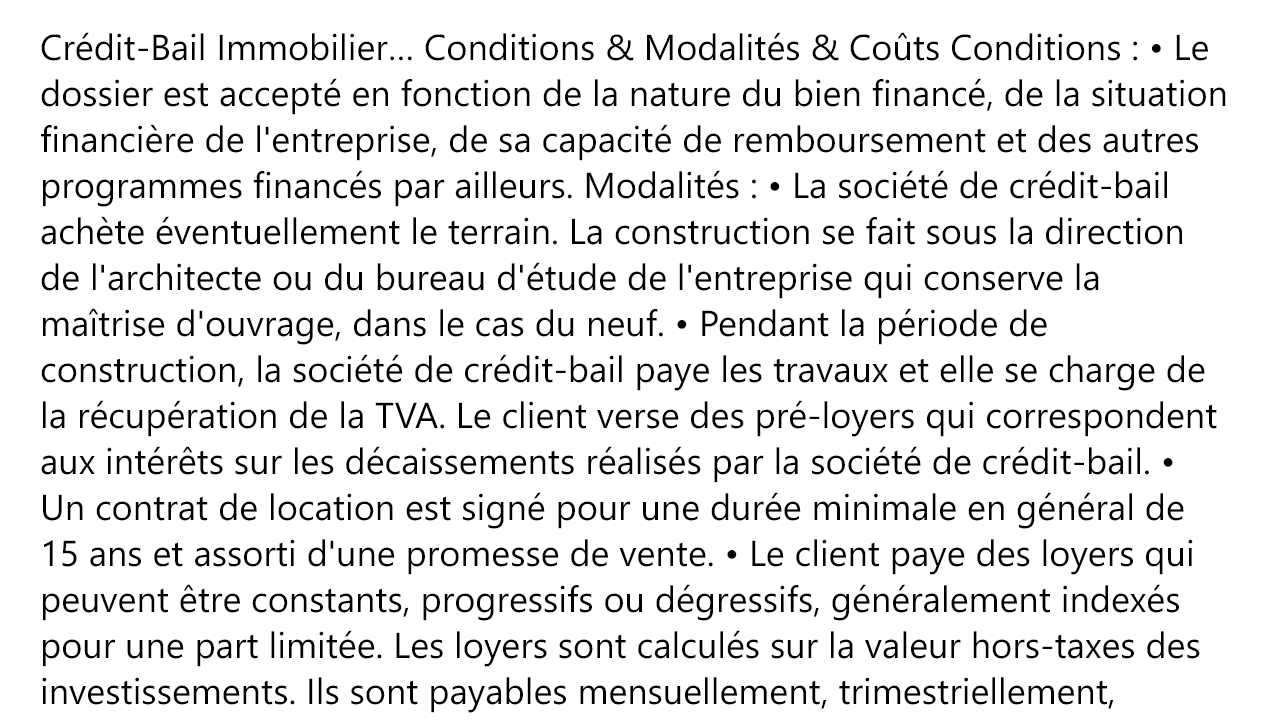 Crédit-Bail Immobilier... Conditions & Modalités & Coûts Conditions : • Le
dossier est accepté en fonction de la nature du bien financé, de la situation
financière de l'entreprise, de sa capacité de remboursement et des autres
programmes financés par ailleurs. Modalités : • La société de crédit-bail
achète éventuellement le terrain. La construction se fait sous la direction
de l'architecte ou du bureau d'étude de l'entreprise qui conserve la
maîtrise d'ouvrage, dans le cas du neuf. • Pendant la période de
construction, la société de crédit-bail paye les travaux et elle se charge de
la récupération de la TVA. Le client verse des pré-loyers qui correspondent
aux intérêts sur les décaissements réalisés par la société de crédit-bail. •
Un contrat de location est signé pour une durée minimale en général de
15 ans et assorti d'une promesse de vente. • Le client paye des loyers qui
peuvent être constants, progressifs ou dégressifs, généralement indexés
pour une part limitée. Les loyers sont calculés sur la valeur hors-taxes des
investissements. Ils sont payables mensuellement, trimestriellement,